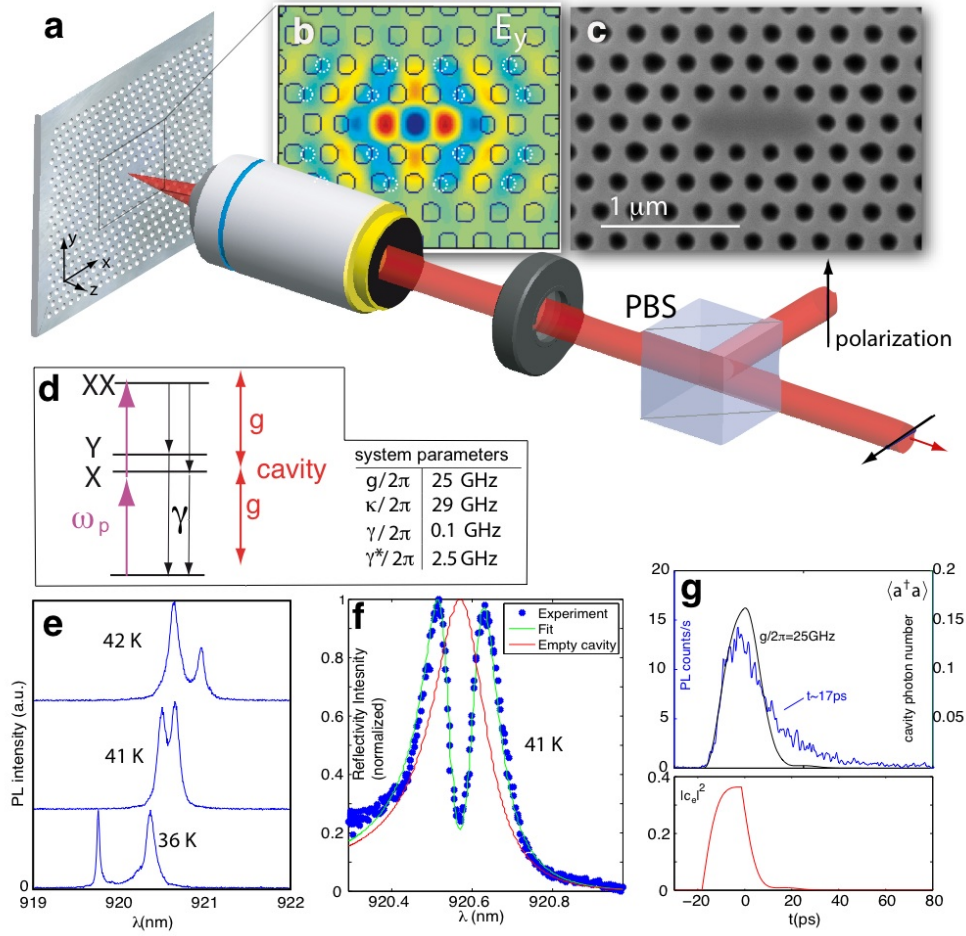 a
b
E_y
c
1 μm
y
x
z
PBS
polarization
d
XX
Y
X
ω_p
γ
g
cavity
g
system parameters
g/2π 25 GHz
κ/2π 29 GHz
γ/2π 0.1 GHz
γ*/2π 2.5 GHz
e
42 K
41 K
36 K
PL intensity (a.u.)
0
919 920 921 922
λ(nm)
f
Experiment
Fit
Empty cavity
Reflectivity Intesnity
(normalized)
41 K
1
0.8
0.6
0.4
0.2
0
920.4 920.6 920.8
λ (nm)
g
⟨a†a⟩
g/2π=25GHz
t~17ps
PL counts/s
20
15
10
5
0
cavity photon number
0.2
0.15
0.1
0.05
|c_e|²
0.4
0.2
0
−20 0 20 40 60 80
t(ps)